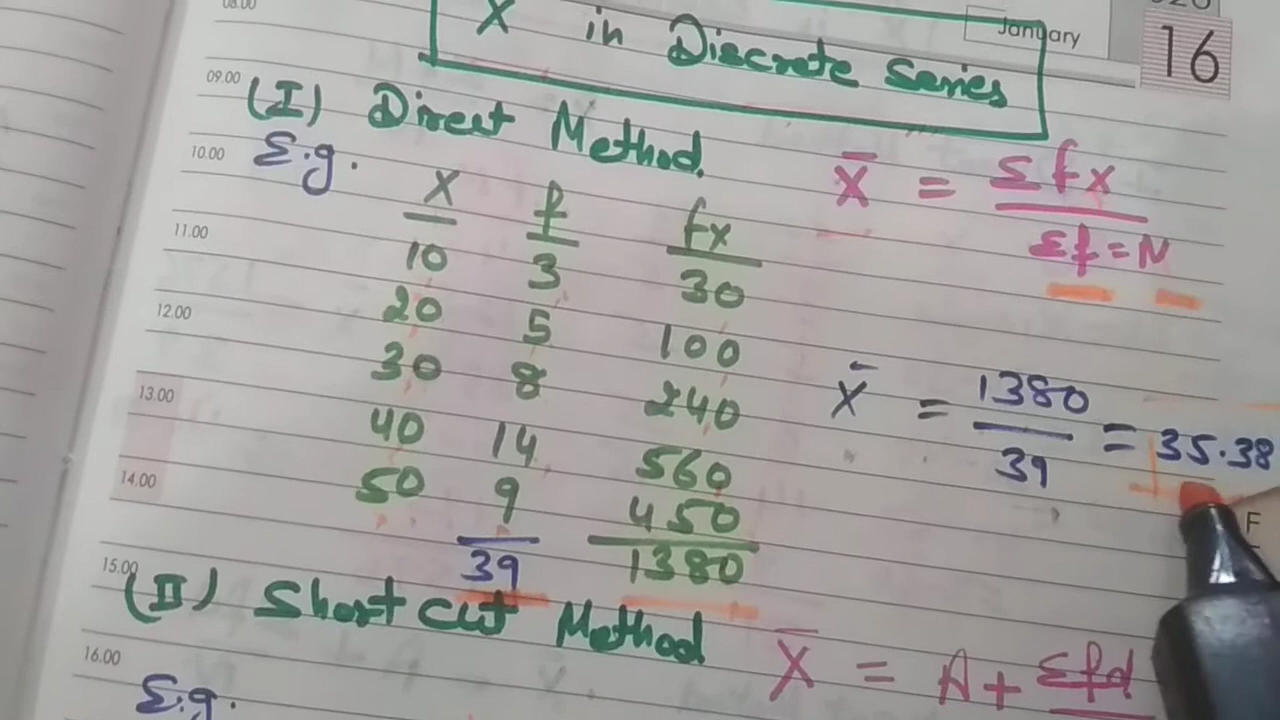 08.00
January
16
X in Discrete Series
09.00
(I) Direct Method.
10.00
E.g.
X̄ = Σfx
Σf = N
X f fx
11.00
10 3 30
20 5 100
12.00
30 8 240
X̄ = 1380 = 35.38
39
13.00
40 14 560
14.00
50 9 450
F
39 1380
15.00
(II) Short cut Method
X̄ = A + Σfd
16.00
E.g.